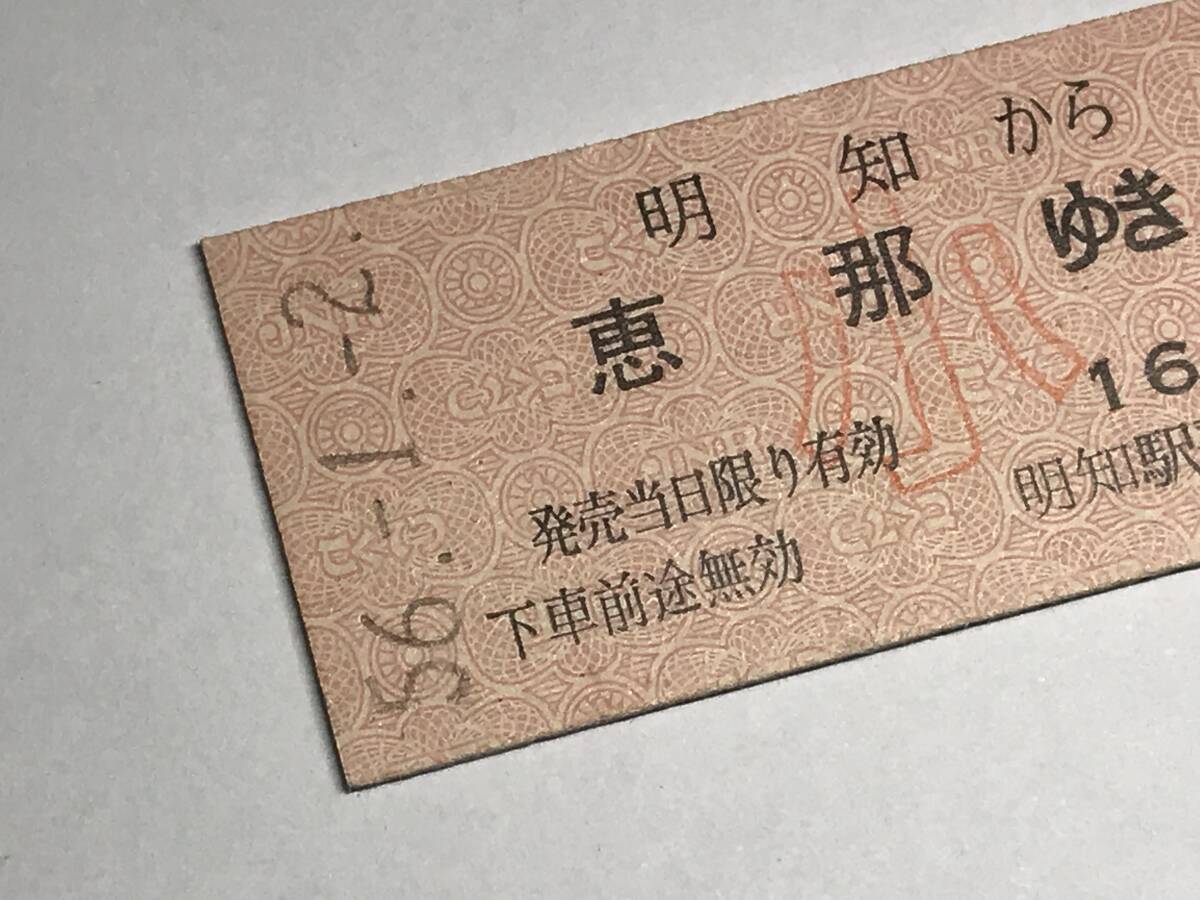 明知から
恵那ゆき
小
16
明知駅
発売当日限り有効
下車前途無効
56.-1.-2.